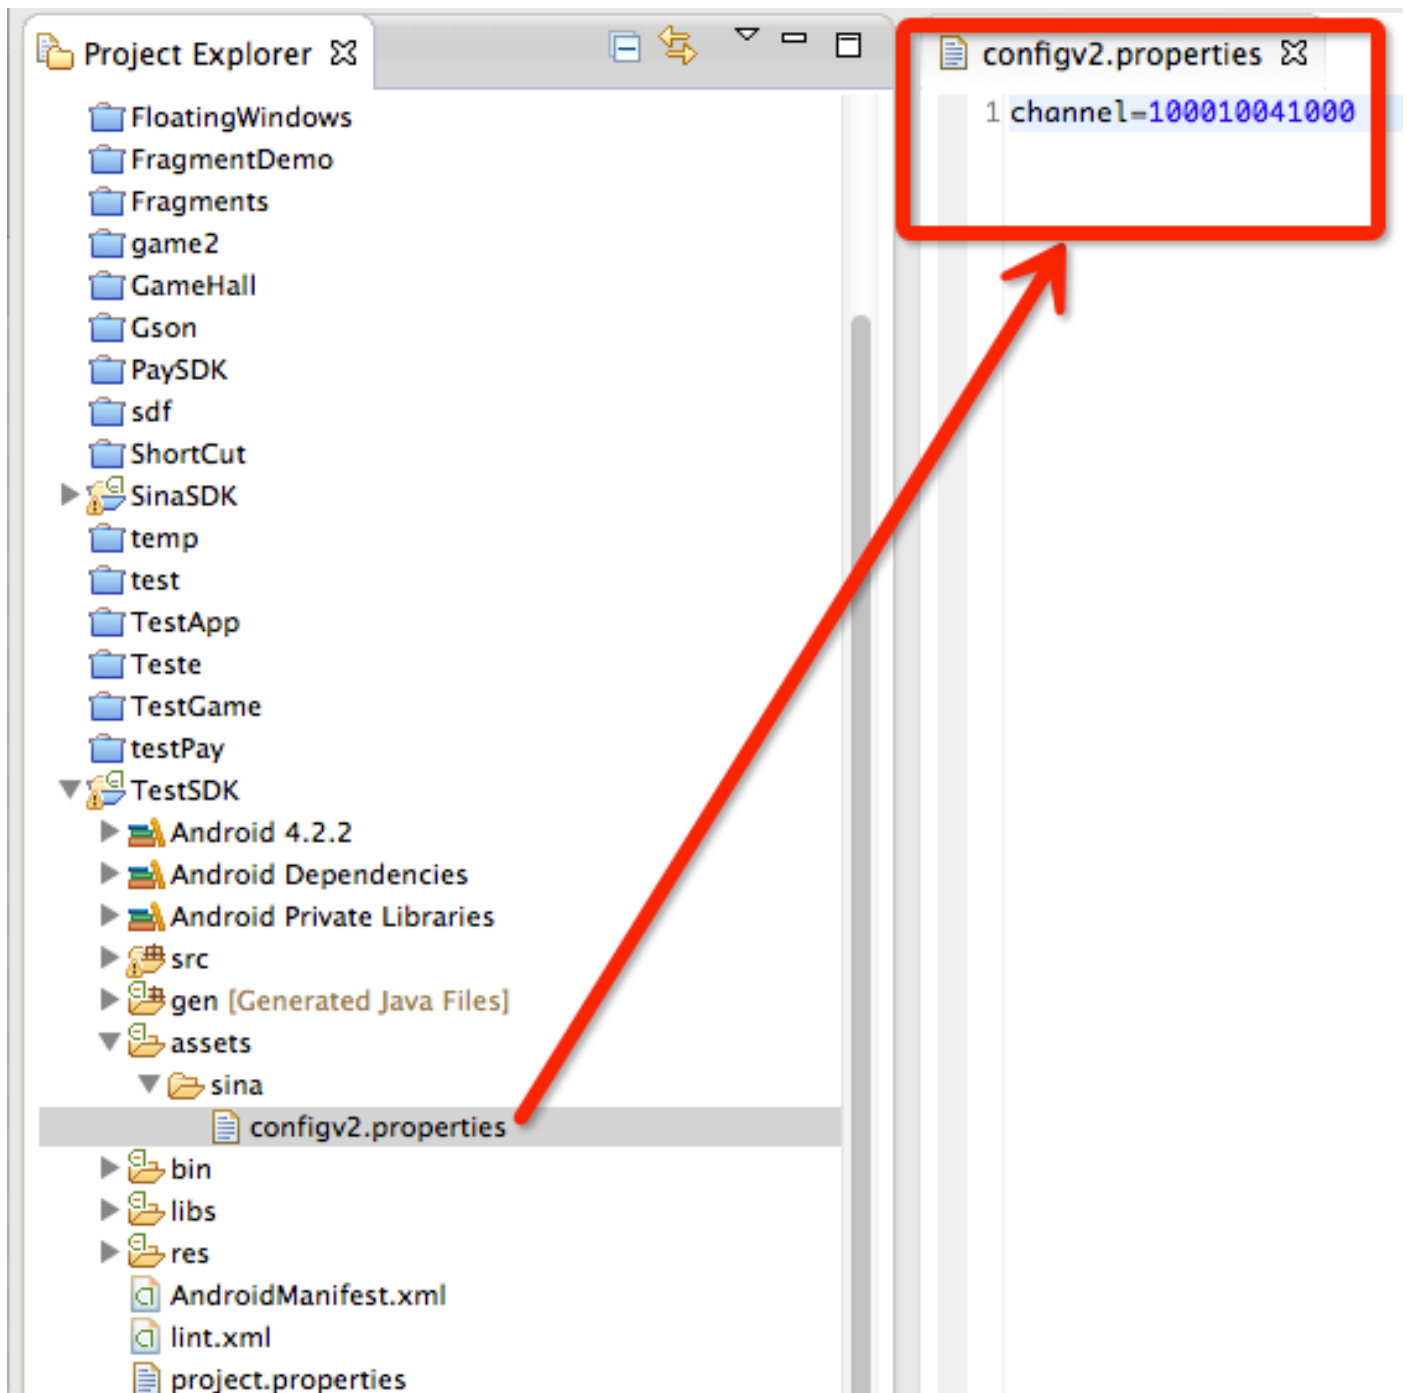 Project Explorer
FloatingWindows
FragmentDemo
Fragments
game2
GameHall
Gson
PaySDK
sdf
ShortCut
SinaSDK
temp
test
TestApp
Teste
TestGame
testPay
TestSDK
Android 4.2.2
Android Dependencies
Android Private Libraries
src
gen [Generated Java Files]
assets
sina
configv2.properties
bin
libs
res
AndroidManifest.xml
lint.xml
project.properties
configv2.properties
1 channel=100010041000